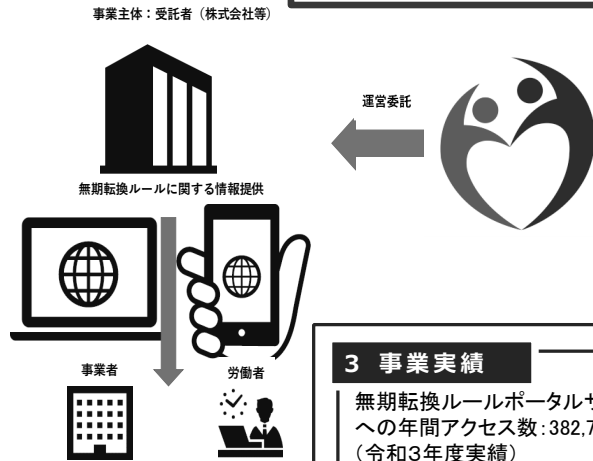 事業主体：受託者（株式会社等）
運営委託
無期転換ルールに関する情報提供
事業者
労働者
3 事業実績
無期転換ルールポータル
への年間アクセス数：382,7
（令和3年度実績）